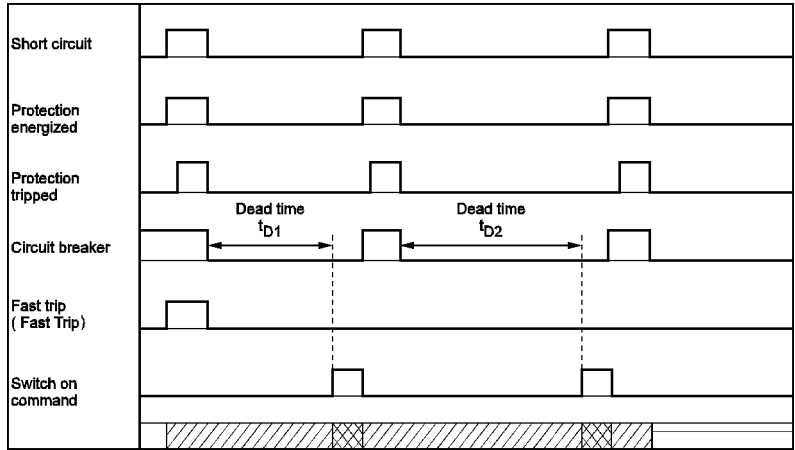 Short circuit
Protection
energized
Protection
tripped
Dead time
tD1
Dead time
tD2
Circuit breaker
Fast trip
( Fast Trip)
Switch on
command